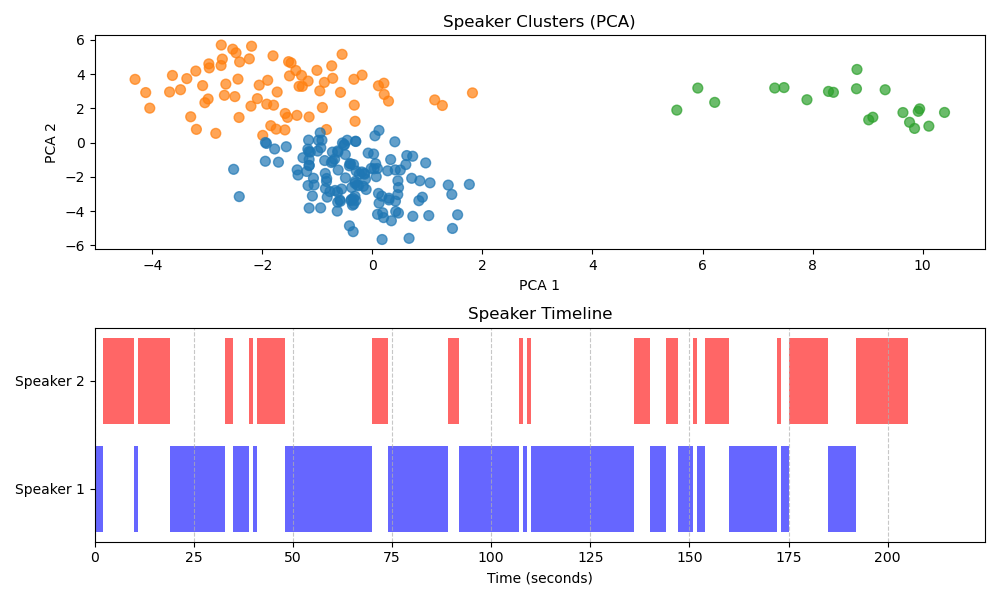 Speaker Clusters (PCA)
6
4
2
0
−2
−4
−6
PCA 2
−4 −2 0 2 4 6 8 10
PCA 1
Speaker Timeline
Speaker 2
Speaker 1
0 25 50 75 100 125 150 175 200
Time (seconds)